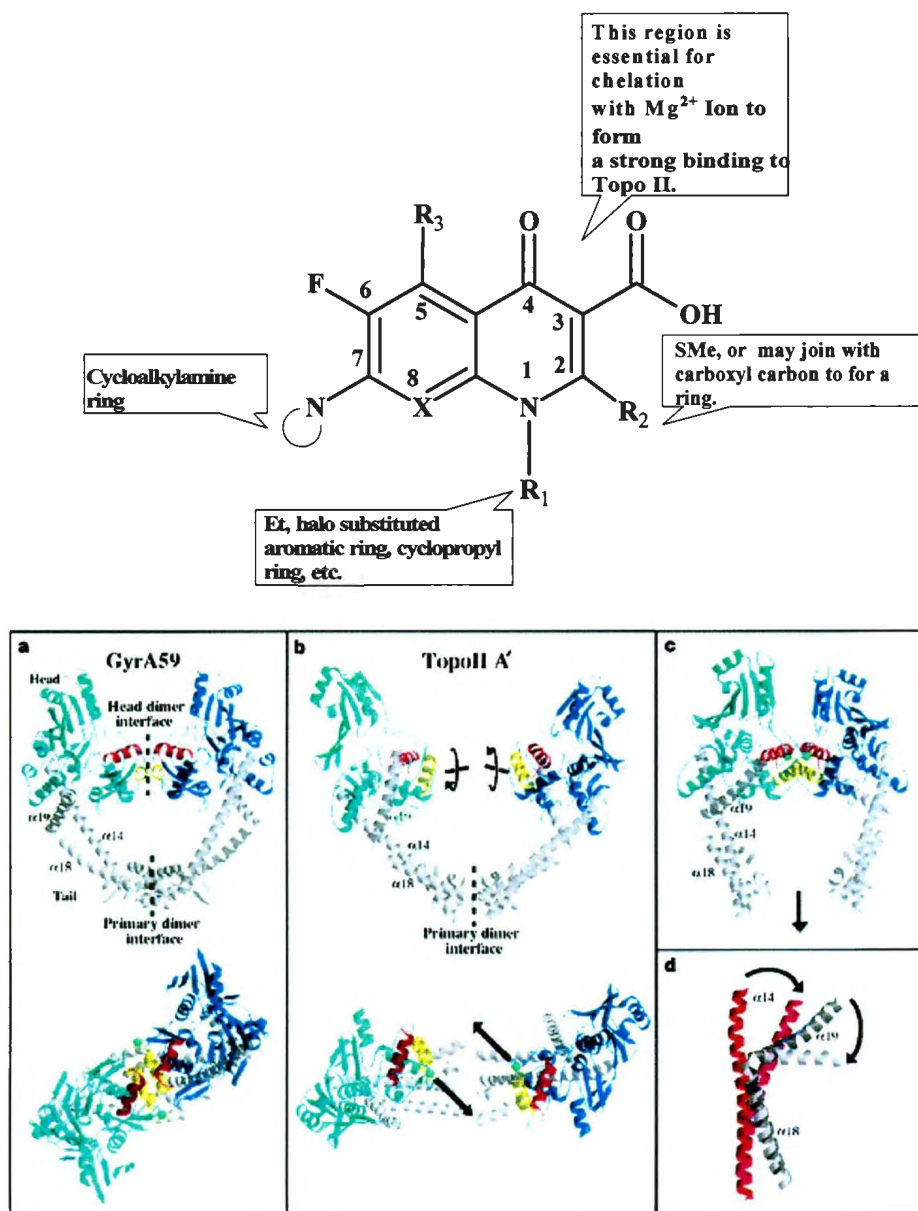 This region is
essential for
chelation
with Mg²⁺ Ion to
form
a strong binding to
Topo II.
R₃
O
O
F
6
5
4
3
OH
7
8
1
2
SMe, or may join with
carboxyl carbon to for a
ring.
Cycloalkylamine
ring
N
X
N
R₂
R₁
Et, halo substituted
aromatic ring, cyclopropyl
ring, etc.
a
GyrA59
Head
Head dimer
interface
α19
α14
α18
Tail
Primary dimer
interface
b
TopoII A′
α19
α14
α18
Primary dimer
interface
c
α19
α14
α18
d
α14
α19
α18